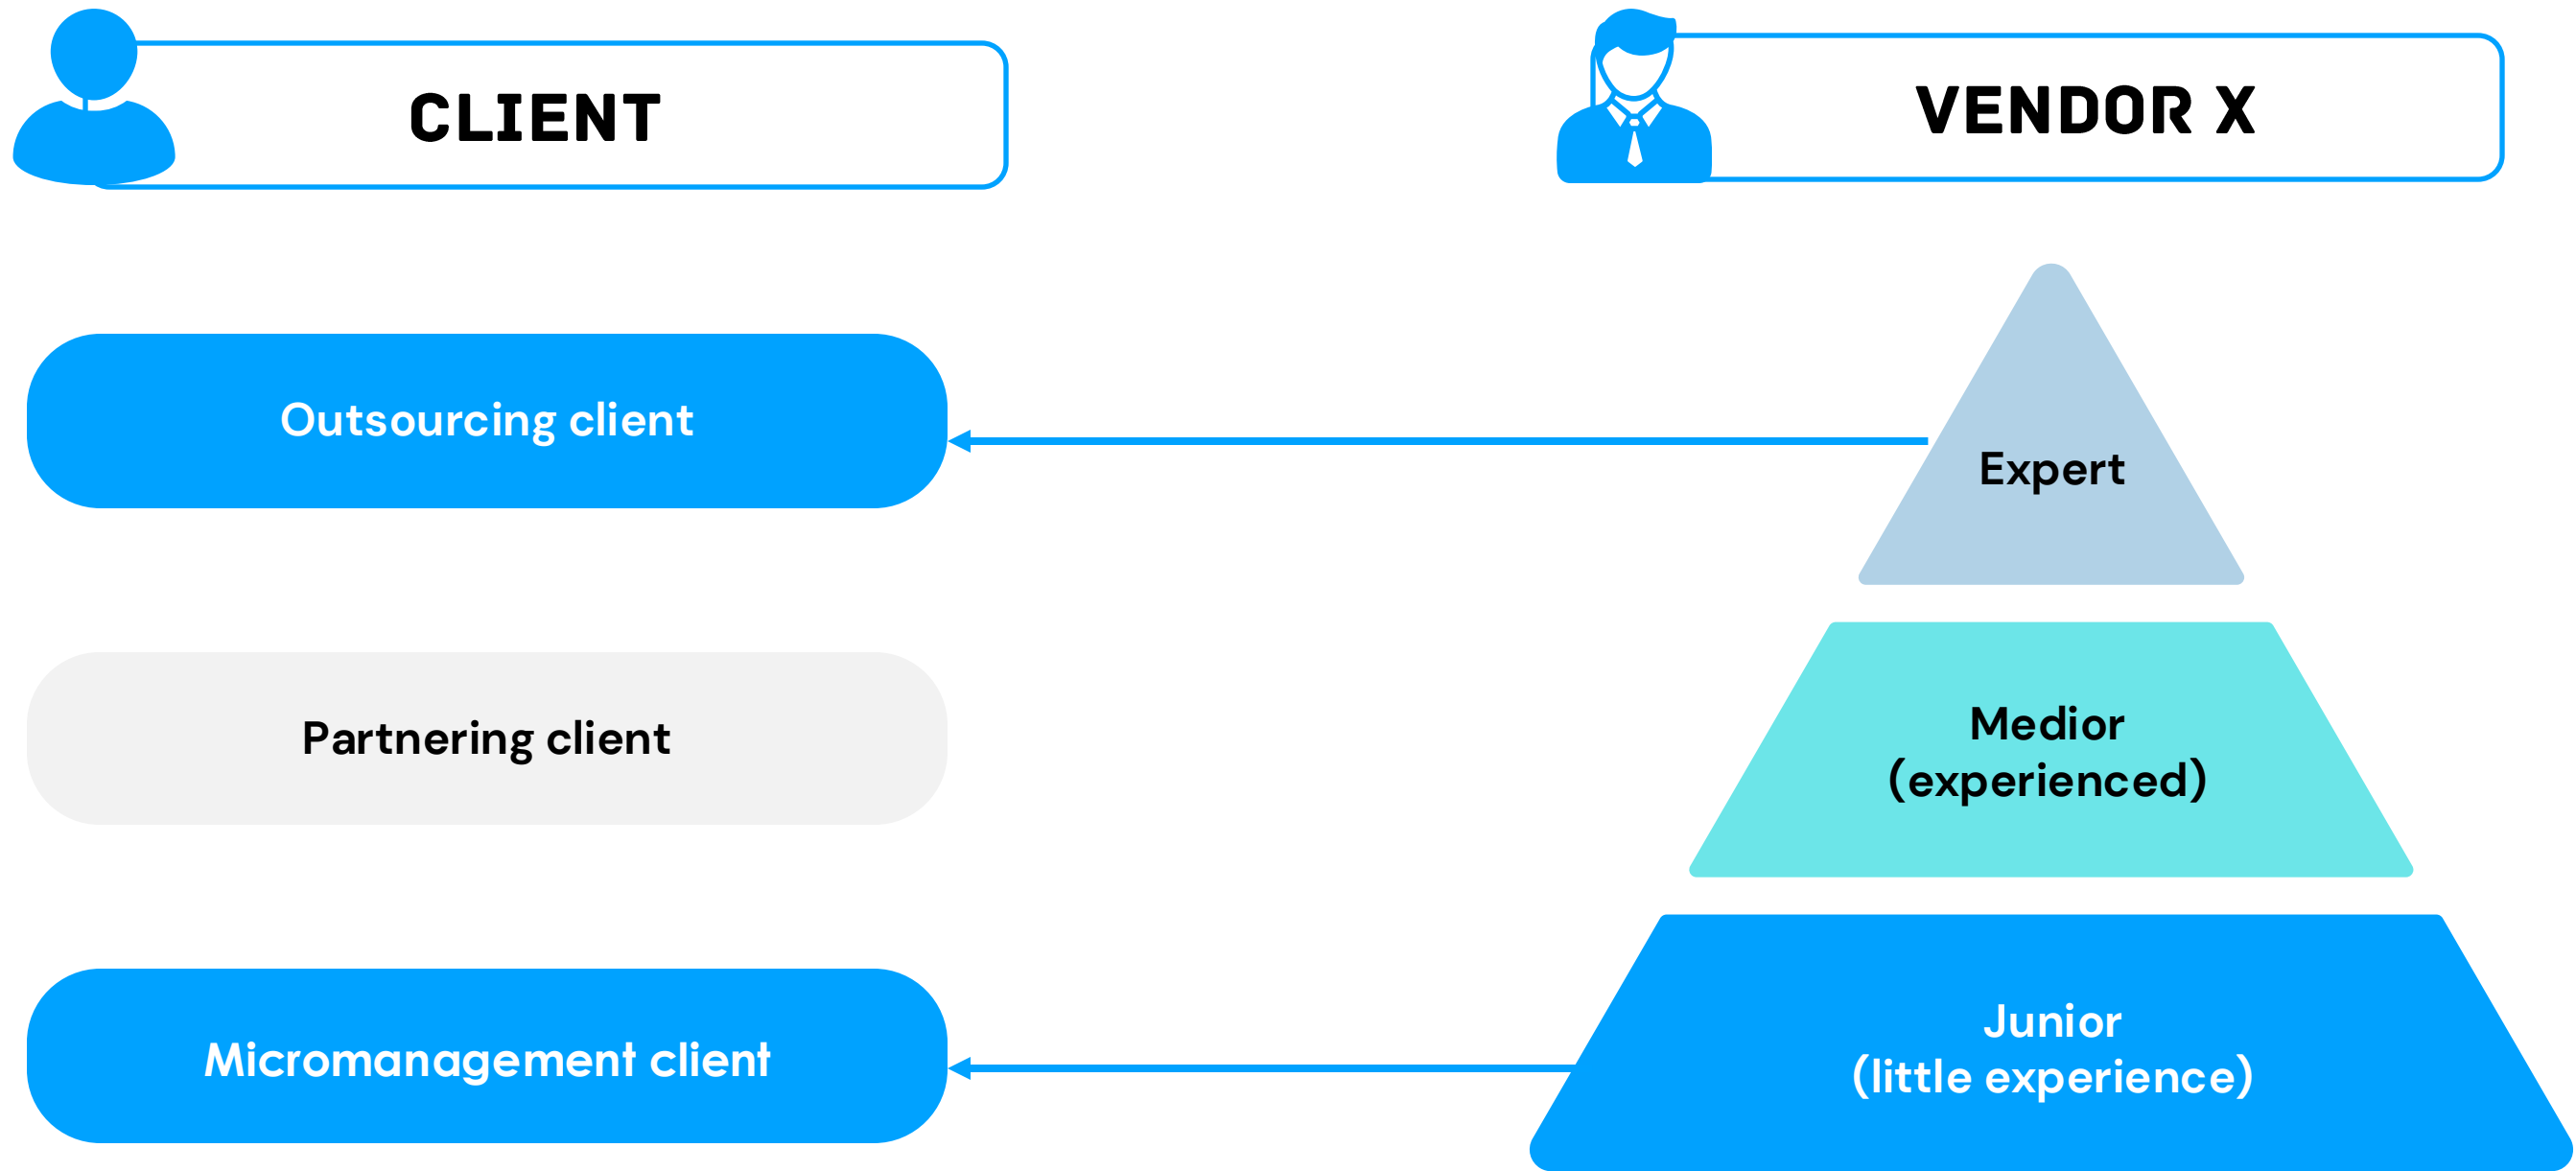 CLIENT
VENDOR X
Outsourcing client
Expert
Partnering client
Medior
(experienced)
Micromanagement client
Junior
(little experience)